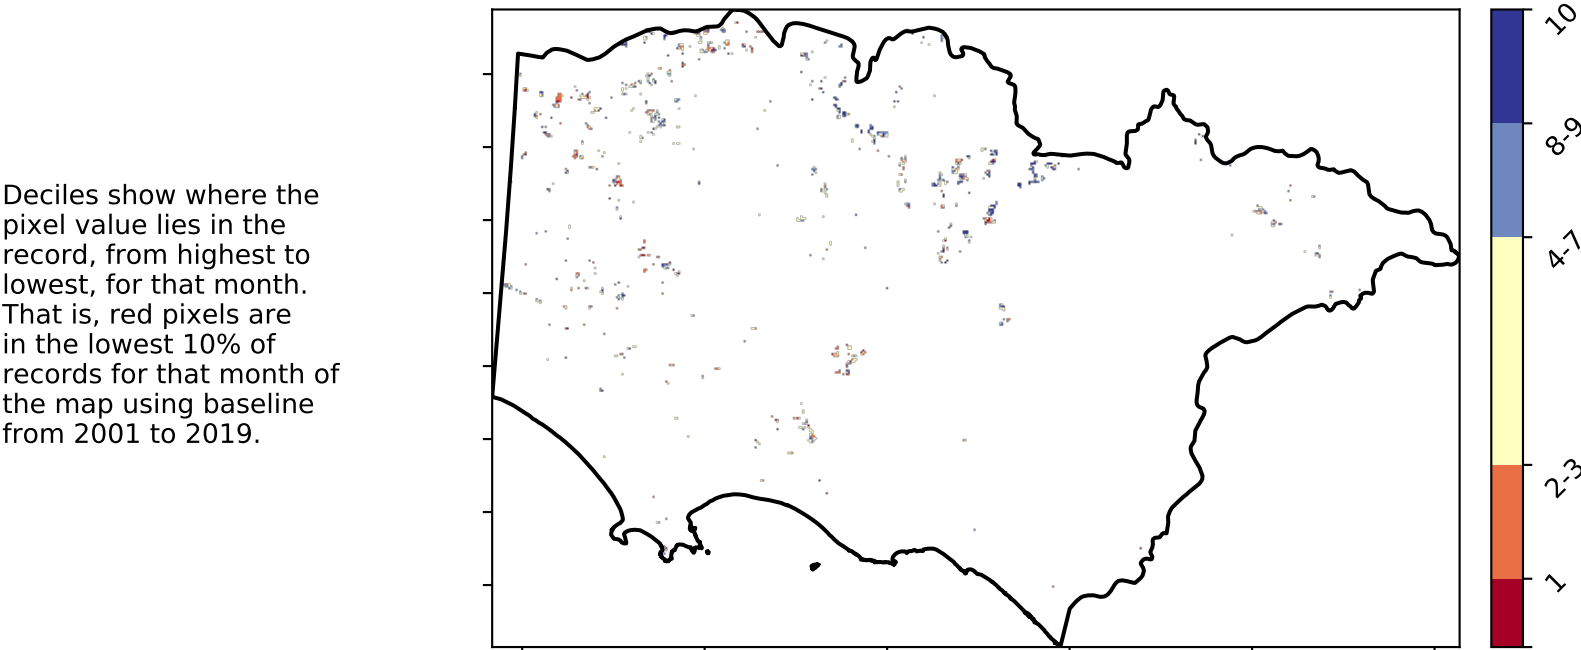 Deciles show where the
pixel value lies in the
record, from highest to
lowest, for that month.
That is, red pixels are
in the lowest 10% of
records for that month of
the map using baseline
from 2001 to 2019.
10
8-9
4-7
2-3
1